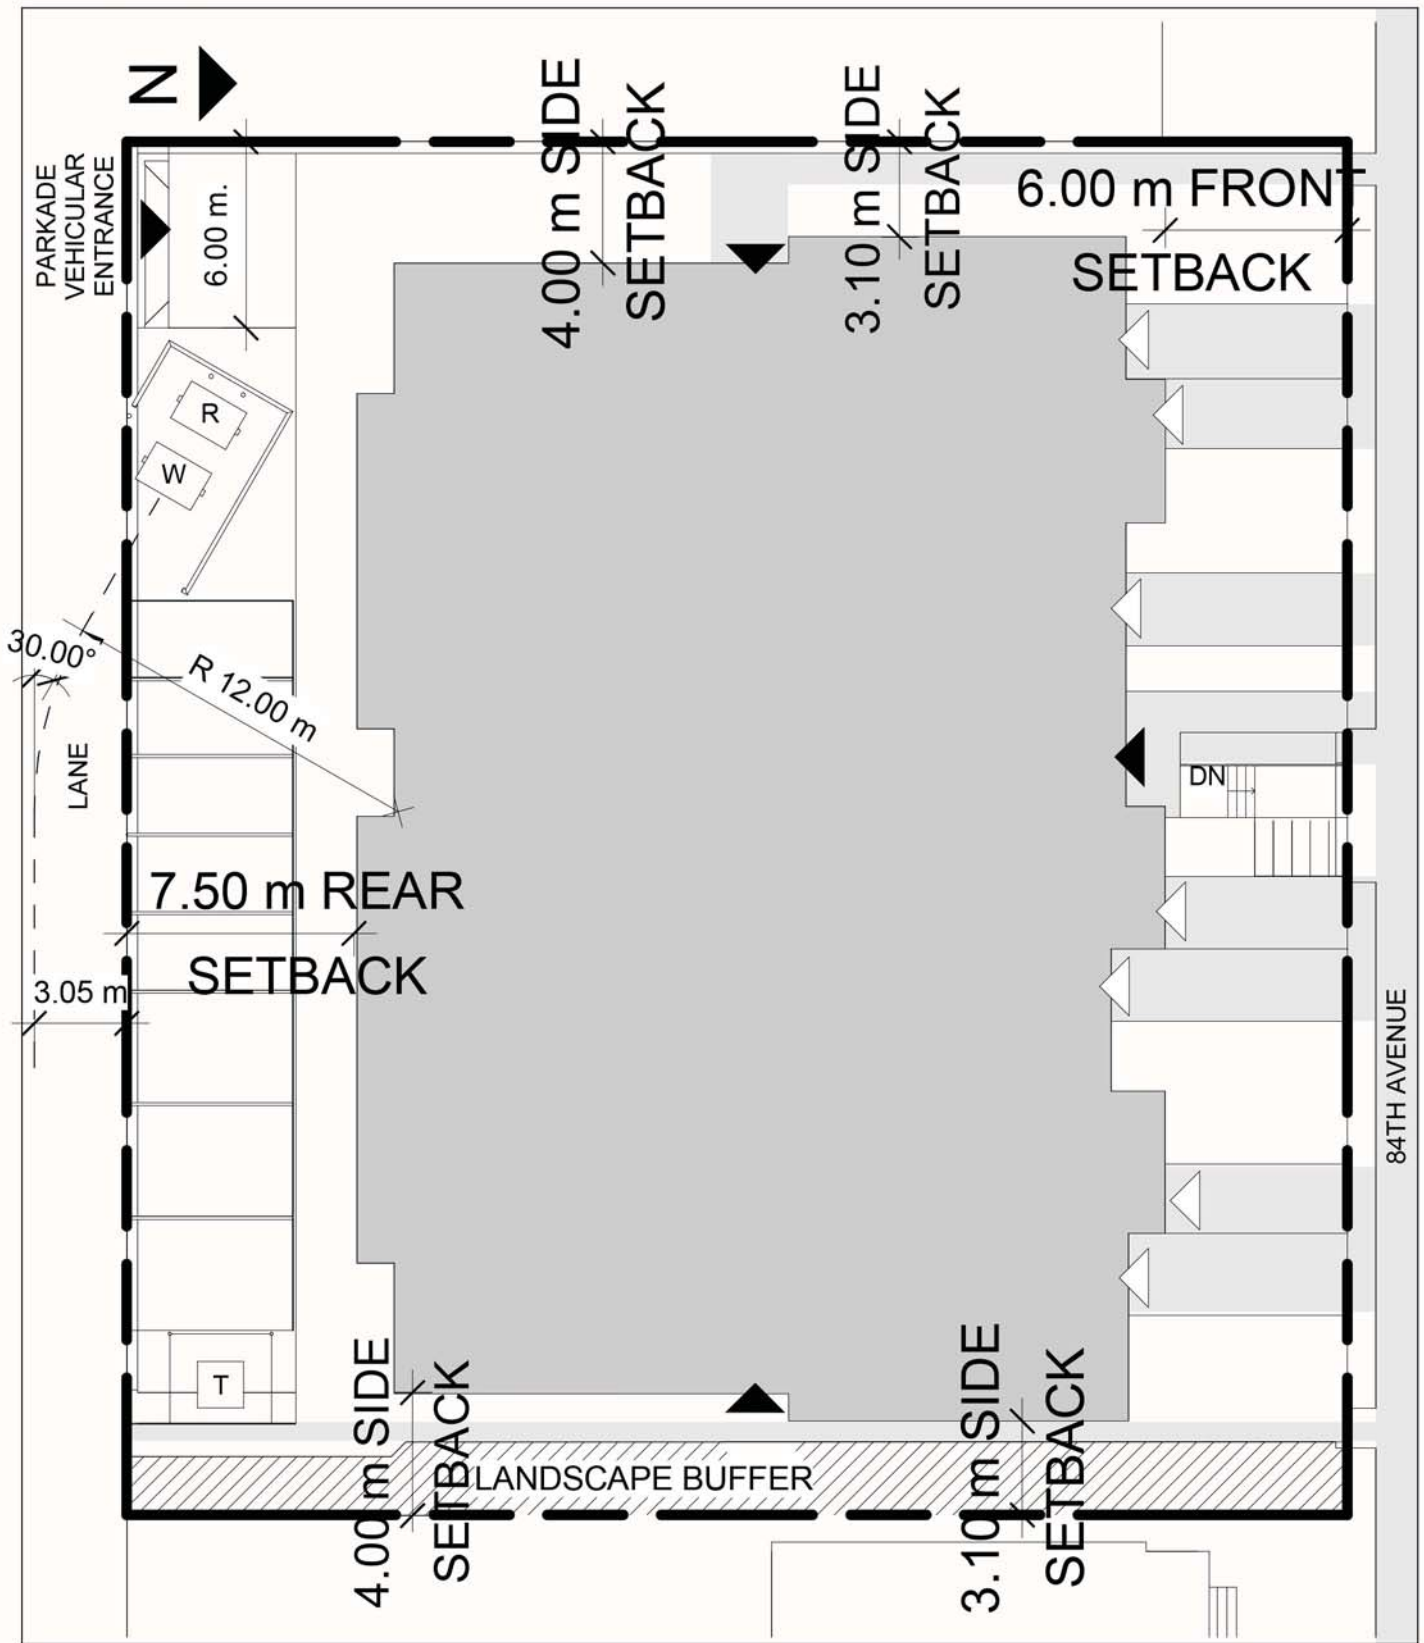 N
4.00 m SIDE
SETBACK
3.10 m SIDE
SETBACK
PARKADE
VEHICULAR
ENTRANCE
6.00 m.
6.00 m FRONT
SETBACK
R
W
30.00°
R 12.00 m
LANE
DN
7.50 m REAR
SETBACK
3.05 m
84TH AVENUE
T
4.00 m SIDE
SETBACK
3.10 m SIDE
SETBACK
LANDSCAPE BUFFER